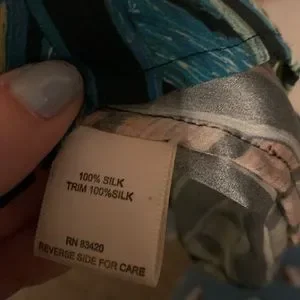 100% SILK
TRIM 100%SILK
RN 83420
REVERSE SIDE FOR CARE